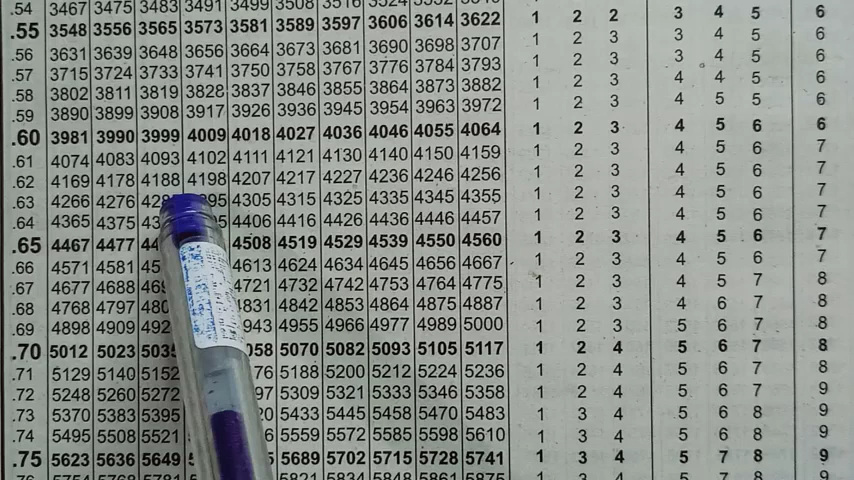 .54 3467 3475 3483 3491 3499 3508 3516 3524 3 4 5 6
.55 3548 3556 3565 3573 3581 3589 3597 3606 3614 3622 1 2 2 3 4 5 6
.56 3631 3639 3648 3656 3664 3673 3681 3690 3698 3707 1 2 3 3 4 5 6
.57 3715 3724 3733 3741 3750 3758 3767 3776 3784 3793 1 2 3 3 4 5 6
.58 3802 3811 3819 3828 3837 3846 3855 3864 3873 3882 1 2 3 4 4 5 6
.59 3890 3899 3908 3917 3926 3936 3945 3954 3963 3972 1 2 3 4 5 5 6
.60 3981 3990 3999 4009 4018 4027 4036 4046 4055 4064 1 2 3 4 5 6 6
.61 4074 4083 4093 4102 4111 4121 4130 4140 4150 4159 1 2 3 4 5 6 7
.62 4169 4178 4188 4198 4207 4217 4227 4236 4246 4256 1 2 3 4 5 6 7
.63 4266 4276 4305 4315 4325 4335 4345 4355 1 2 3 4 5 6 7
.64 4365 4375 4406 4416 4426 4436 4446 4457 1 2 3 4 5 6 7
.65 4467 4477 4508 4519 4529 4539 4550 4560 1 2 3 4 5 6 7
.66 4571 4581 4613 4624 4634 4645 4656 4667 1 2 3 4 5 6 7
.67 4677 4688 4721 4732 4742 4753 4764 4775 1 2 3 4 5 7 8
.68 4768 4797 4831 4842 4853 4864 4875 4887 1 2 3 4 6 7 8
.69 4898 4909 4955 4966 4977 4989 5000 1 2 3 5 6 7 8
.70 5012 5023 5035 5070 5082 5093 5105 5117 1 2 4 5 6 7 8
.71 5129 5140 5152 5188 5200 5212 5224 5236 1 2 4 5 6 7 8
.72 5248 5260 5272 5309 5321 5333 5346 5358 1 2 4 5 6 7 9
.73 5370 5383 5395 5433 5445 5458 5470 5483 1 3 4 5 6 8 9
.74 5495 5508 5521 5559 5572 5585 5598 5610 1 3 4 5 6 8 9
.75 5623 5636 5649 5689 5702 5715 5728 5741 1 3 4 5 7 8 9